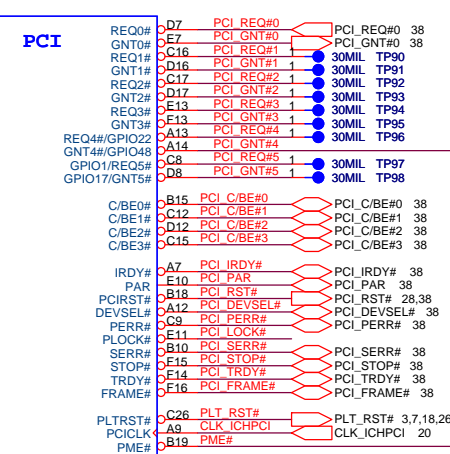 PCI
REQ0# D7 PCI_REQ#0 PCI_REQ#0 38
GNT0# E7 PCI_GNT#0 PCI_GNT#0 38
REQ1# C16 PCI_REQ#1 1 30MIL TP90
GNT1# D16 PCI_GNT#1 1 30MIL TP91
REQ2# C17 PCI_REQ#2 1 30MIL TP92
GNT2# D17 PCI_GNT#2 1 30MIL TP93
REQ3# E13 PCI_REQ#3 1 30MIL TP94
GNT3# F13 PCI_GNT#3 1 30MIL TP95
REQ4#/GPIO22 A13 PCI_REQ#4 1 30MIL TP96
GNT4#/GPIO48 A14 PCI_GNT#4
GPIO1/REQ5# C8 PCI_REQ#5 1 30MIL TP97
GPIO17/GNT5# D8 PCI_GNT#5 1 30MIL TP98
C/BE0# B15 PCI_C/BE#0 PCI_C/BE#0 38
C/BE1# C12 PCI_C/BE#1 PCI_C/BE#1 38
C/BE2# D12 PCI_C/BE#2 PCI_C/BE#2 38
C/BE3# C15 PCI_C/BE#3 PCI_C/BE#3 38
IRDY# A7 PCI_IRDY# PCI_IRDY# 38
PAR E10 PCI_PAR PCI_PAR 38
PCIRST# B18 PCI_RST# PCI_RST# 28,38
DEVSEL# A12 PCI_DEVSEL# PCI_DEVSEL# 38
PERR# C9 PCI_PERR# PCI_PERR# 38
PLOCK# E11 PCI_LOCK#
SERR# B10 PCI_SERR# PCI_SERR# 38
STOP# F15 PCI_STOP# PCI_STOP# 38
TRDY# F14 PCI_TRDY# PCI_TRDY# 38
FRAME# F16 PCI_FRAME# PCI_FRAME# 38
PLTRST# C26 PLT_RST# PLT_RST# 3,7,18,26
PCICLK A9 CLK_ICHPCI CLK_ICHPCI 20
PME# B19 PME#